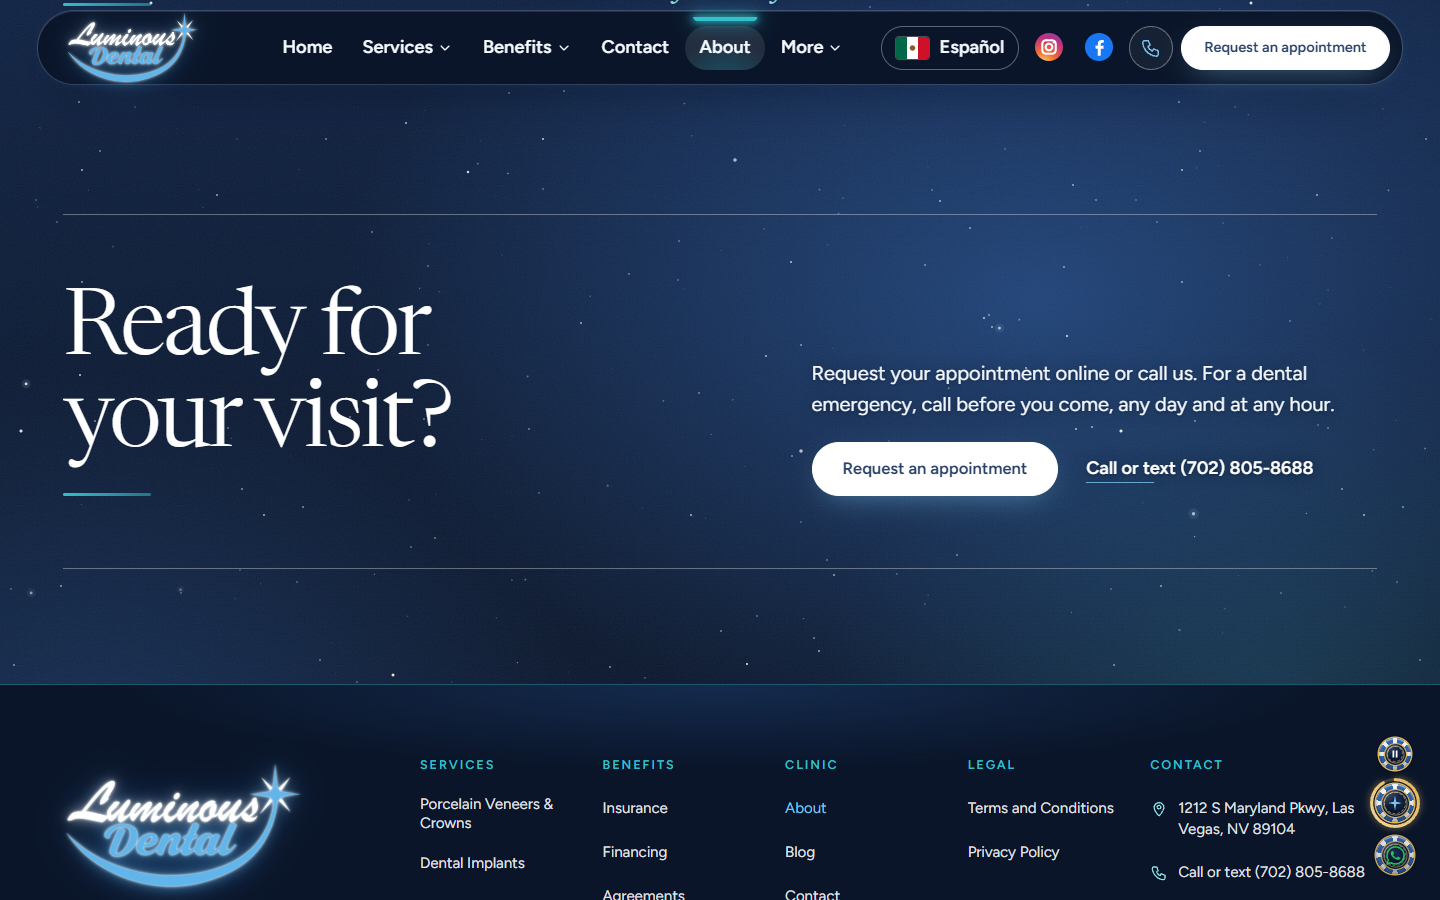 Luminous
Dental
Home
Services
Benefits
Contact
About
More
Español
Request an appointment
Ready for
your visit?
Request your appointment online or call us. For a dental
emergency, call before you come, any day and at any hour.
Request an appointment
Call or text (702) 805-8688
Luminous
Dental
SERVICES
Porcelain Veneers &
Crowns
Dental Implants
BENEFITS
Insurance
Financing
Agreements
CLINIC
About
Blog
Contact
LEGAL
Terms and Conditions
Privacy Policy
CONTACT
1212 S Maryland Pkwy, Las
Vegas, NV 89104
Call or text (702) 805-8688